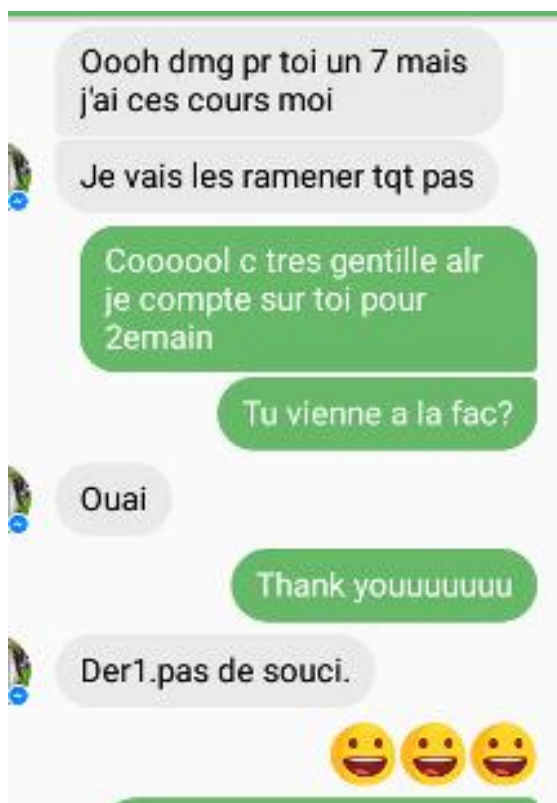 Oooh dmg pr toi un 7 mais
j'ai ces cours moi
Je vais les ramener tqt pas
Cooooool c tres gentille alr
je compte sur toi pour
2emain
Tu vienne a la fac?
Ouai
Thank youuuuuuu
Der1.pas de souci.